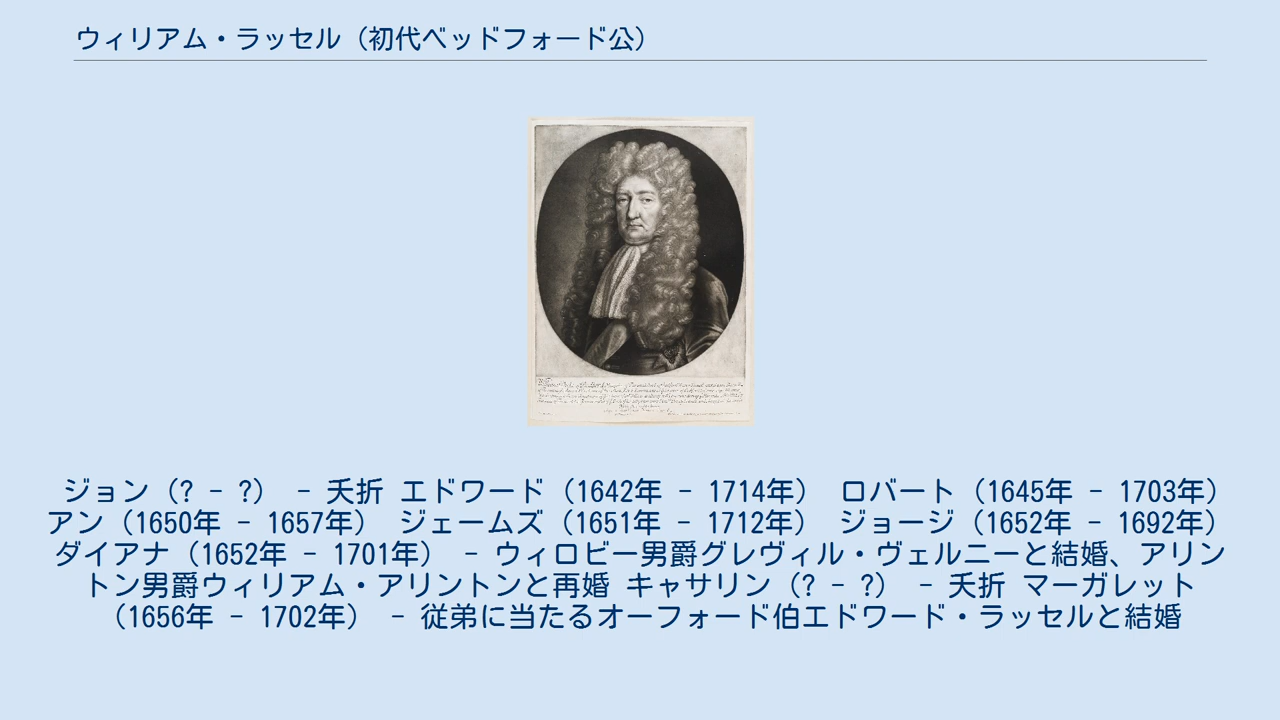 ウィリアム・ラッセル（初代ベッドフォード公）
ジョン（? - ?） - 夭折 エドワード（1642年 - 1714年） ロバート（1645年 - 1703年）
アン（1650年 - 1657年） ジェームズ（1651年 - 1712年） ジョージ（1652年 - 1692年）
ダイアナ（1652年 - 1701年） - ウィロビー男爵グレヴィル・ヴェルニーと結婚、アリン
トン男爵ウィリアム・アリントンと再婚 キャサリン（? - ?） - 夭折 マーガレット
（1656年 - 1702年） - 従弟に当たるオーフォード伯エドワード・ラッセルと結婚